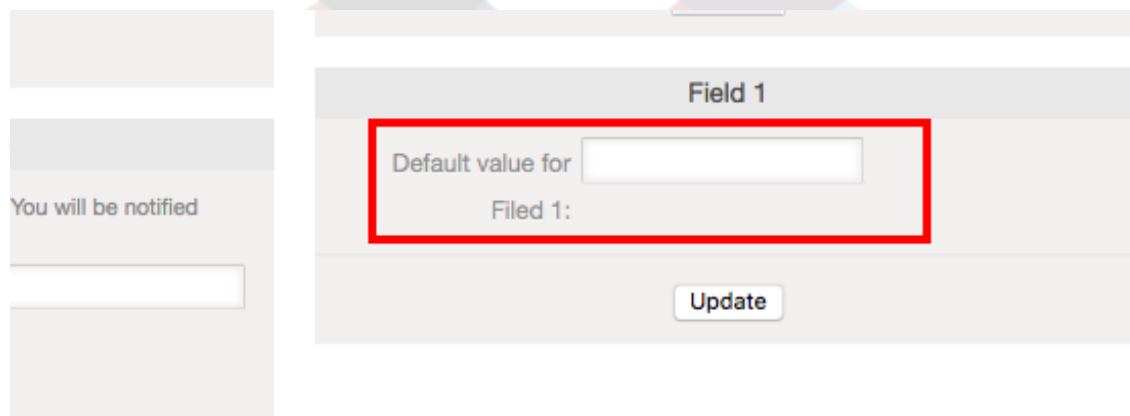 Field 1
Default value for
Filed 1:
You will be notified
Update